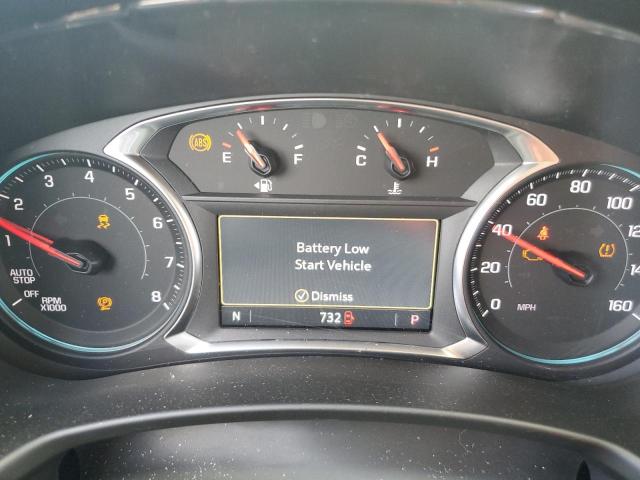 ABS
E F
C H
1 2 3 4 5 6 7 8
AUTO
STOP
OFF
RPM
X1000
P
Battery Low
Start Vehicle
Dismiss
N 732 P
0 20 40 60 80 100 160
MPH